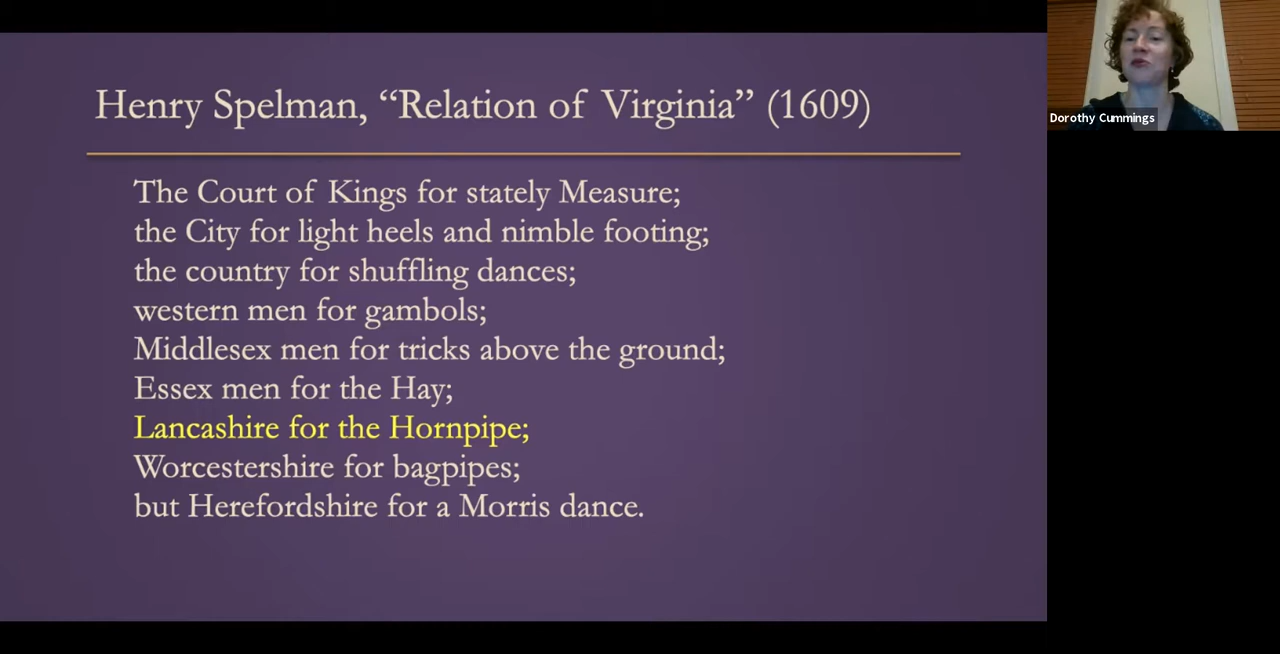 Henry Spelman, “Relation of Virginia” (1609)
The Court of Kings for stately Measure;
the City for light heels and nimble footing;
the country for shuffling dances;
western men for gambols;
Middlesex men for tricks above the ground;
Essex men for the Hay;
Lancashire for the Hornpipe;
Worcestershire for bagpipes;
but Herefordshire for a Morris dance.
Dorothy Cummings